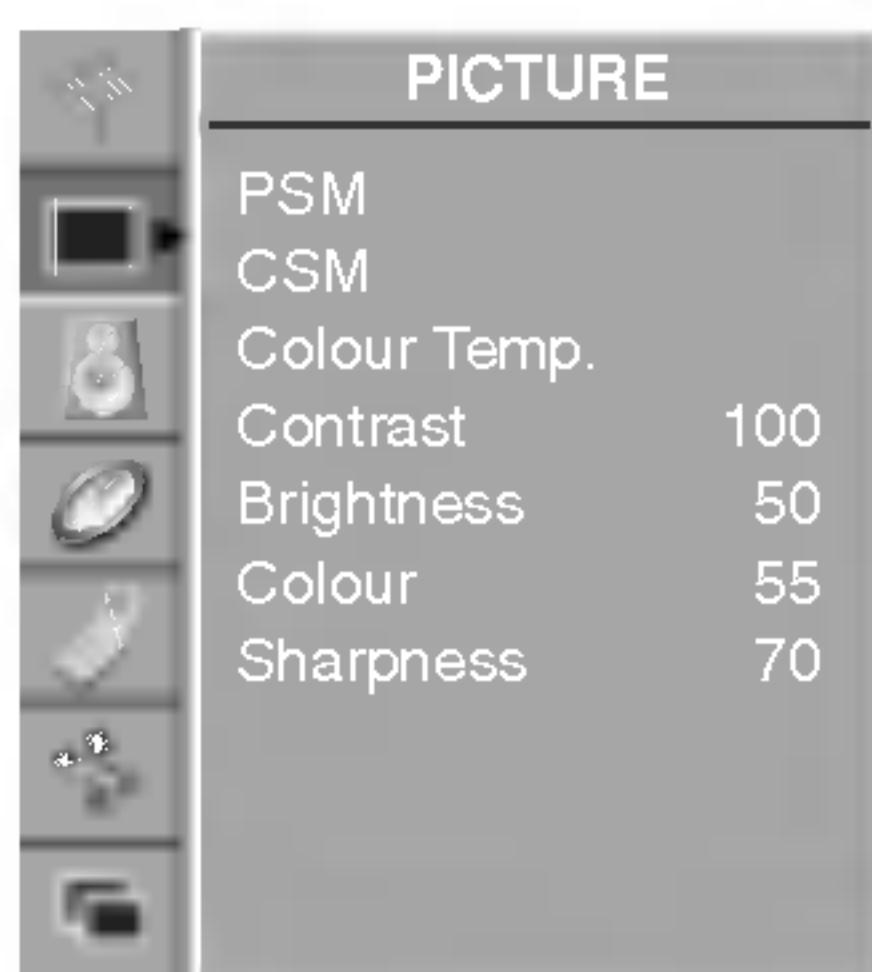 PICTURE
PSM
CSM
Colour Temp.
Contrast 100
Brightness 50
Colour 55
Sharpness 70